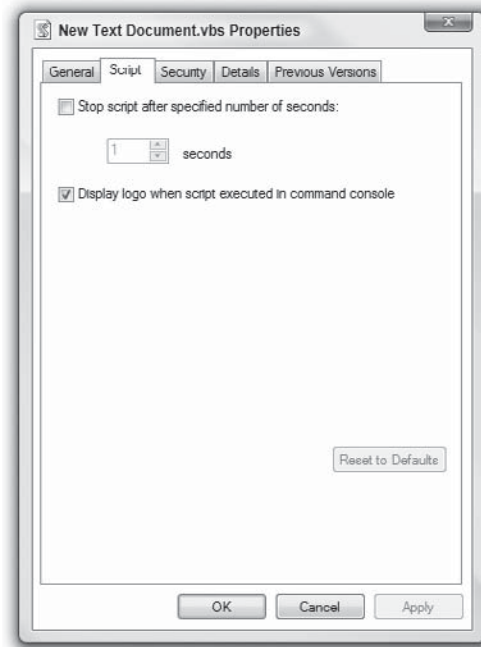 New Text Document.vbs Properties
General Script Security Details Previous Versions
Stop script after specified number of seconds:
1 seconds
Display logo when script executed in command console
Reset to Defaults
OK Cancel Apply